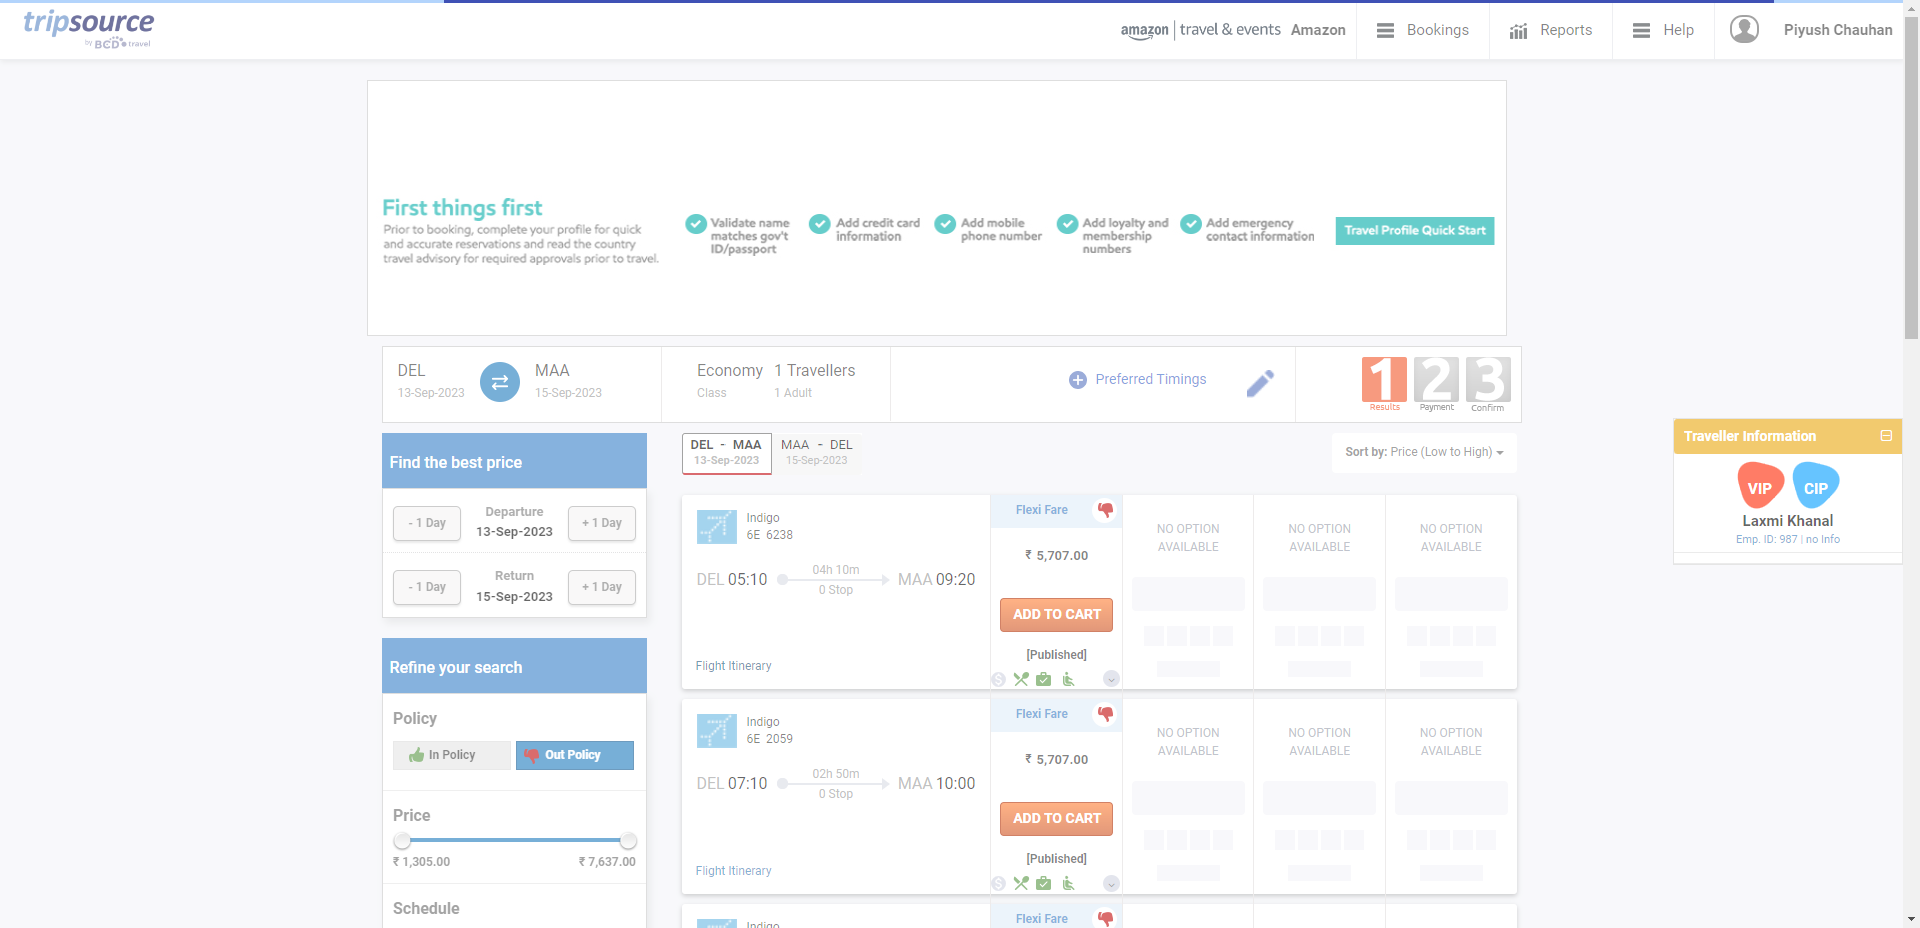 tripsource
by BCD travel
amazon | travel & events Amazon
Bookings
Reports
Help
Piyush Chauhan
First things first
Prior to booking, complete your profile for quick
and accurate reservations and read the country
travel advisory for required approvals prior to travel.
Validate name
matches gov't
ID/passport
Add credit card
information
Add mobile
phone number
Add loyalty and
membership
numbers
Add emergency
contact information
Travel Profile Quick Start
DEL
13-Sep-2023
MAA
15-Sep-2023
Economy
Class
1 Travellers
1 Adult
Preferred Timings
1
Results
2
Payment
3
Confirm
Find the best price
- 1 Day
Departure
13-Sep-2023
+ 1 Day
- 1 Day
Return
15-Sep-2023
+ 1 Day
Refine your search
Policy
In Policy
Out Policy
Price
₹ 1,305.00
₹ 7,637.00
Schedule
DEL - MAA
13-Sep-2023
MAA - DEL
15-Sep-2023
Sort by: Price (Low to High)
Indigo
6E 6238
DEL 05:10
04h 10m
0 Stop
MAA 09:20
Flight Itinerary
Flexi Fare
₹ 5,707.00
ADD TO CART
[Published]
NO OPTION
AVAILABLE
NO OPTION
AVAILABLE
NO OPTION
AVAILABLE
Indigo
6E 2059
DEL 07:10
02h 50m
0 Stop
MAA 10:00
Flight Itinerary
Flexi Fare
₹ 5,707.00
ADD TO CART
[Published]
NO OPTION
AVAILABLE
NO OPTION
AVAILABLE
NO OPTION
AVAILABLE
Indigo
Flexi Fare
Traveller Information
VIP
CIP
Laxmi Khanal
Emp. ID: 987 | no Info